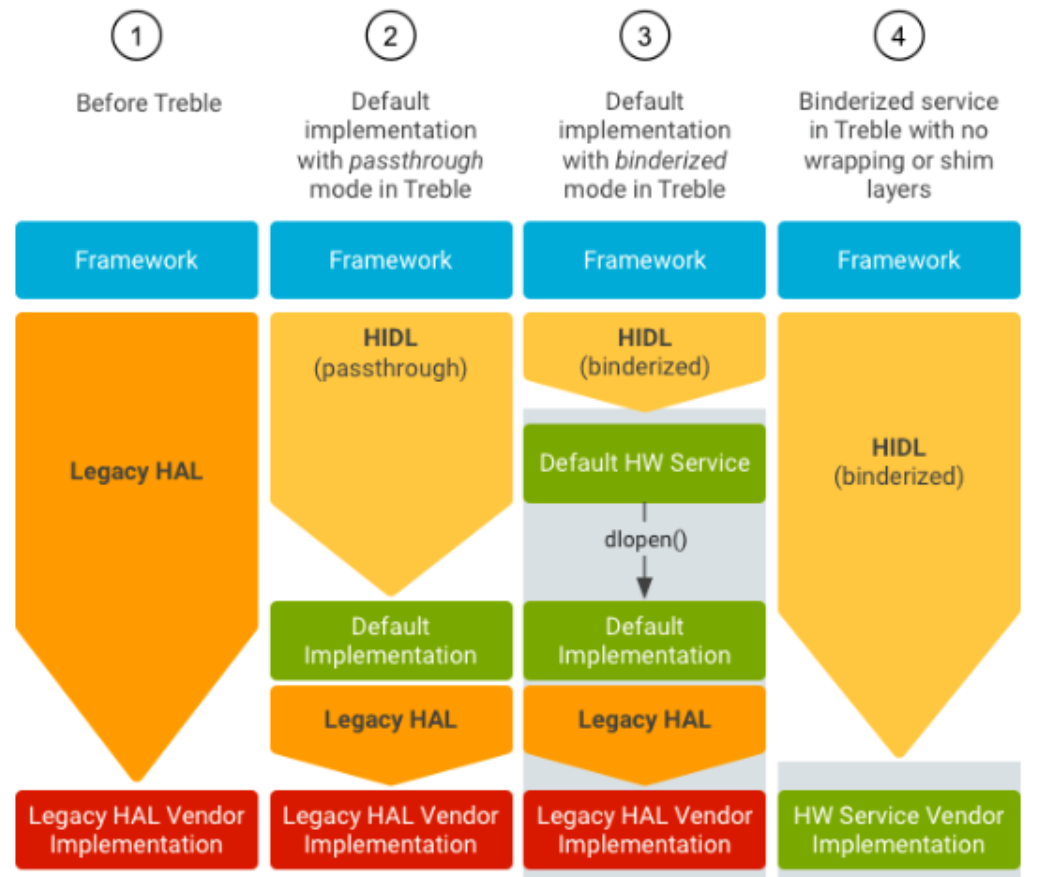 1
Before Treble
2
Default
implementation
with passthrough
mode in Treble
3
Default
implementation
with binderized
mode in Treble
4
Binderized service
in Treble with no
wrapping or shim
layers
Framework
Legacy HAL
Legacy HAL Vendor
Implementation
Framework
HIDL
(passthrough)
Default
Implementation
Legacy HAL
Legacy HAL Vendor
Implementation
Framework
HIDL
(binderized)
Default HW Service
dlopen()
Default
Implementation
Legacy HAL
Legacy HAL Vendor
Implementation
Framework
HIDL
(binderized)
HW Service Vendor
Implementation